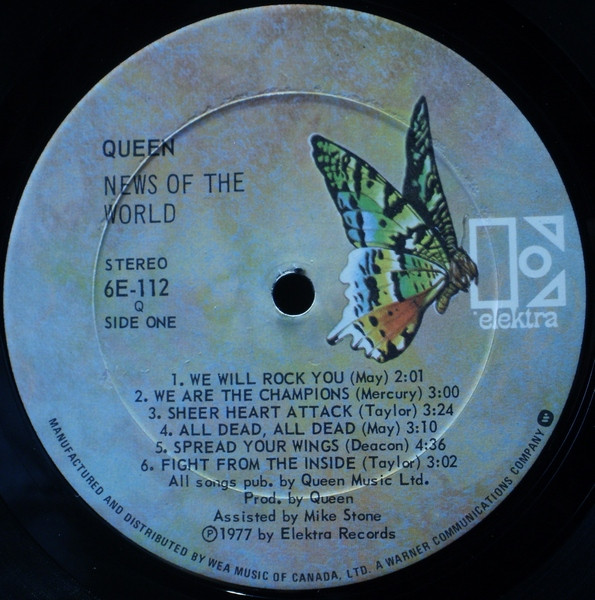 QUEEN
NEWS OF THE
WORLD
STEREO
6E-112
Q
SIDE ONE
elektra
1. WE WILL ROCK YOU (May) 2:01
2. WE ARE THE CHAMPIONS (Mercury) 3:00
3. SHEER HEART ATTACK (Taylor) 3:24
4. ALL DEAD, ALL DEAD (May) 3:10
5. SPREAD YOUR WINGS (Deacon) 4:36
6. FIGHT FROM THE INSIDE (Taylor) 3:02
All songs pub. by Queen Music Ltd.
Prod. by Queen
Assisted by Mike Stone
℗1977 by Elektra Records
MANUFACTURED AND DISTRIBUTED BY WEA MUSIC OF CANADA, LTD. A WARNER COMMUNICATIONS COMPANY